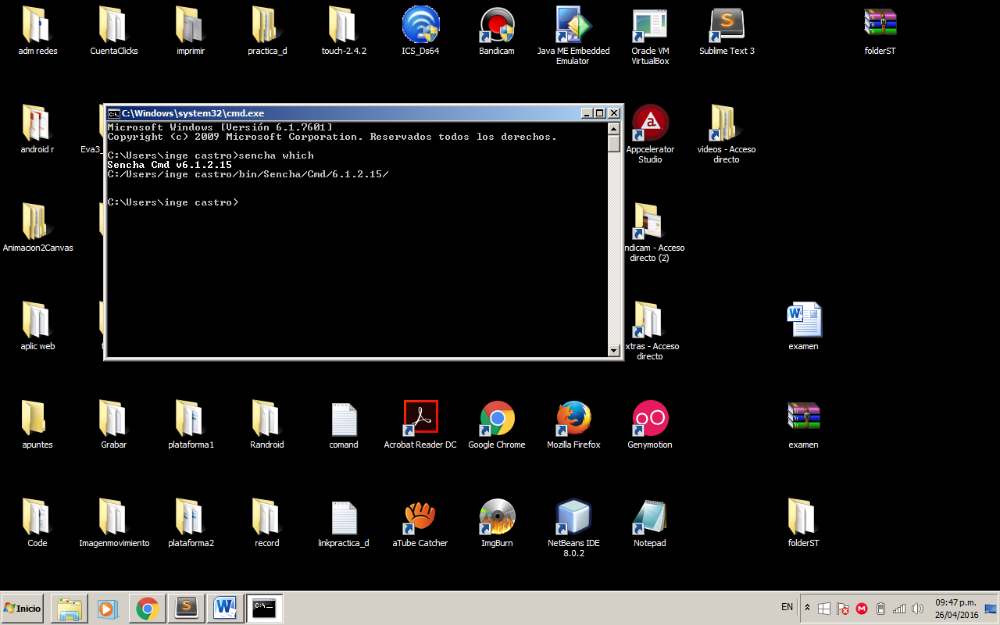 adm redes
CuentaClicks
imprimir
practica_d
touch-2.4.2
ICS_Ds64
Bandicam
Java ME Embedded
Emulator
Oracle VM
VirtualBox
Sublime Text 3
folderST
C:\Windows\system32\cmd.exe
Microsoft Windows [Versión 6.1.7601]
Copyright (c) 2009 Microsoft Corporation. Reservados todos los derechos.
C:\Users\inge castro>sencha which
Sencha Cmd v6.1.2.15
C:/Users/inge castro/bin/Sencha/Cmd/6.1.2.15/
C:\Users\inge castro>
android r
Eva3_
Appcelerator
Studio
videos - Acceso
directo
Animacion2Canvas
ndicam - Acceso
directo (2)
aplic web
xtras - Acceso
directo
examen
apuntes
Grabar
plataforma1
Randroid
comand
Acrobat Reader DC
Google Chrome
Mozilla Firefox
Genymotion
examen
Code
Imagenmovimiento
plataforma2
record
linkpractica_d
aTube Catcher
ImgBurn
NetBeans IDE
8.0.2
Notepad
folderST
Inicio
EN
09:47 p.m.
26/04/2016